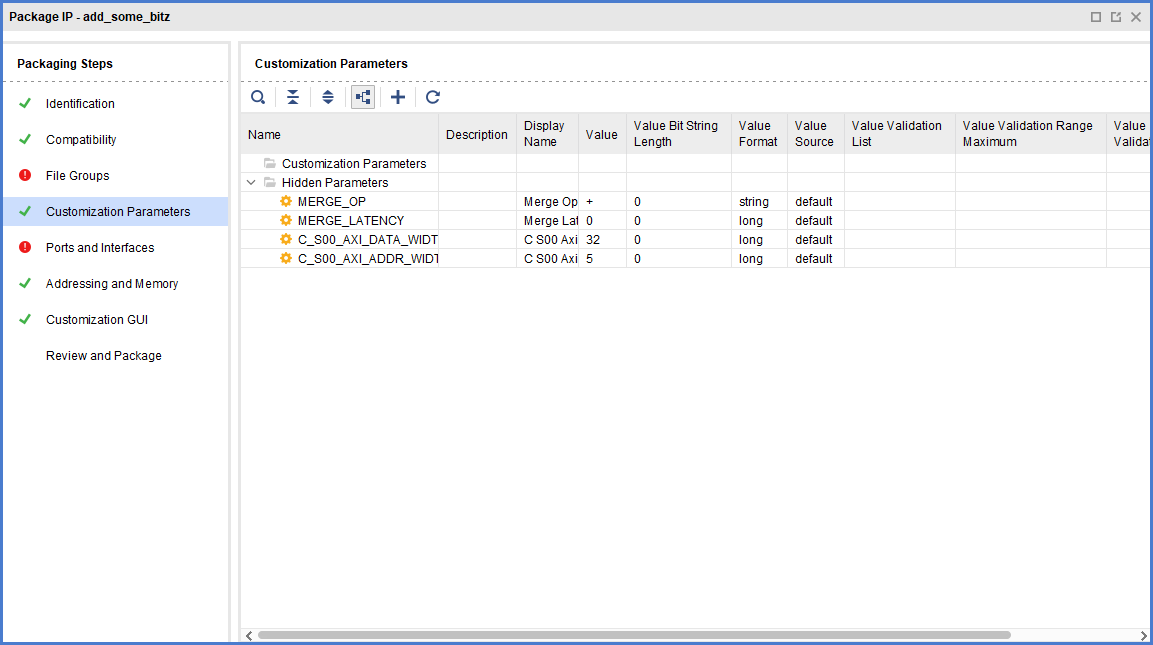 Package IP - add_some_bitz
Packaging Steps
Identification
Compatibility
File Groups
Customization Parameters
Ports and Interfaces
Addressing and Memory
Customization GUI
Review and Package
Customization Parameters
Name Description Display Name Value Value Bit String Length Value Format Value Source Value Validation List Value Validation Range Maximum Value Validat
Customization Parameters
Hidden Parameters
MERGE_OP Merge Op + 0 string default
MERGE_LATENCY Merge Lat 0 0 long default
C_S00_AXI_DATA_WIDT C S00 Axi 32 0 long default
C_S00_AXI_ADDR_WIDT C S00 Axi 5 0 long default